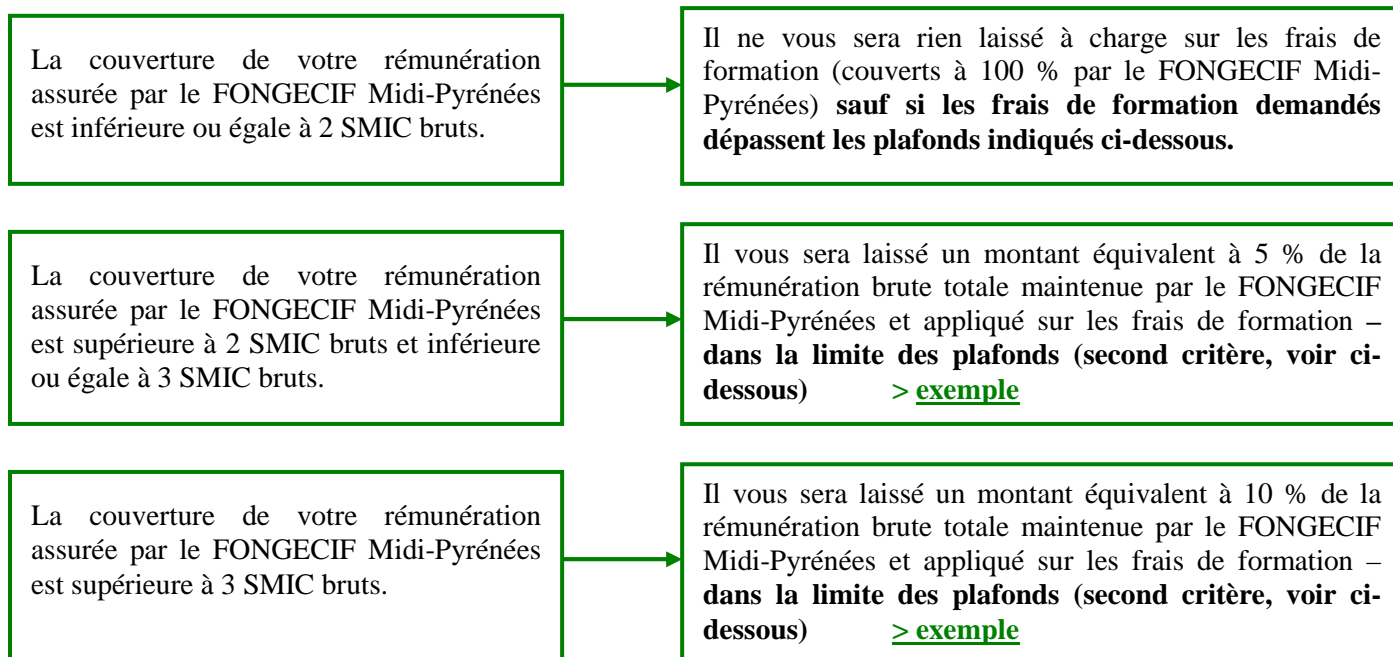 La couverture de votre rémunération
assurée par le FONGECIF Midi-Pyrénées
est inférieure ou égale à 2 SMIC bruts.
Il ne vous sera rien laissé à charge sur les frais de
formation (couverts à 100 % par le FONGECIF Midi-
Pyrénées) sauf si les frais de formation demandés
dépassent les plafonds indiqués ci-dessous.
La couverture de votre rémunération
assurée par le FONGECIF Midi-Pyrénées
est supérieure à 2 SMIC bruts et inférieure
ou égale à 3 SMIC bruts.
Il vous sera laissé un montant équivalent à 5 % de la
rémunération brute totale maintenue par le FONGECIF
Midi-Pyrénées et appliqué sur les frais de formation –
dans la limite des plafonds (second critère, voir ci-
dessous) > exemple
La couverture de votre rémunération
assurée par le FONGECIF Midi-Pyrénées
est supérieure à 3 SMIC bruts.
Il vous sera laissé un montant équivalent à 10 % de la
rémunération brute totale maintenue par le FONGECIF
Midi-Pyrénées et appliqué sur les frais de formation –
dans la limite des plafonds (second critère, voir ci-
dessous) > exemple